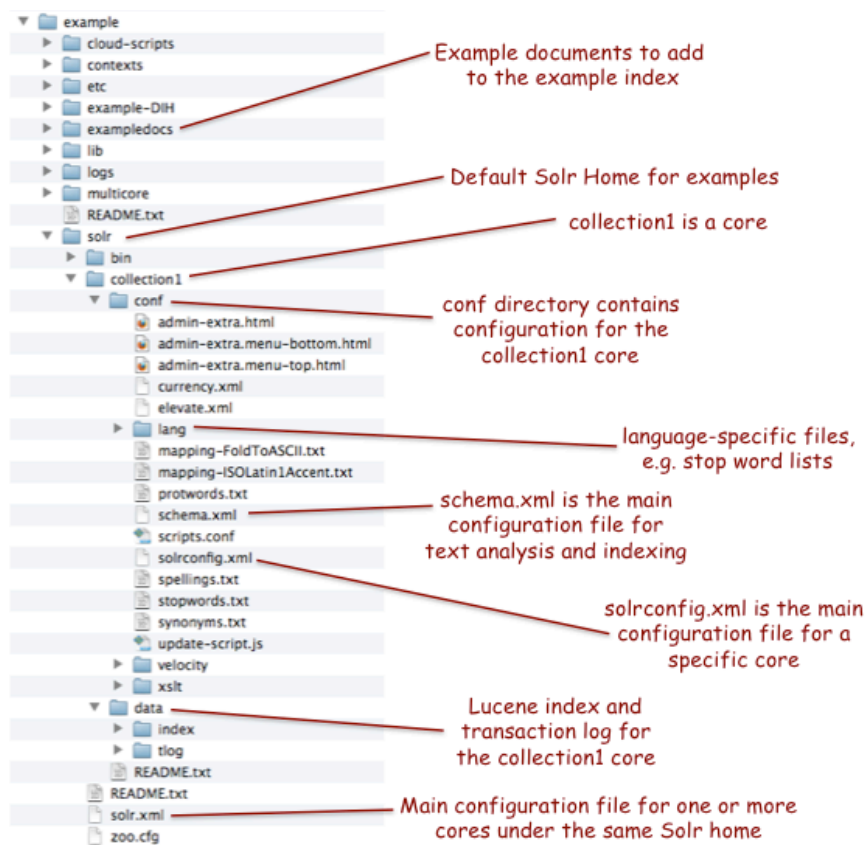 example
cloud-scripts
contexts
etc
example-DIH
exampledocs
lib
logs
multicore
README.txt
solr
bin
collection1
conf
admin-extra.html
admin-extra.menu-bottom.html
admin-extra.menu-top.html
currency.xml
elevate.xml
lang
mapping-FoldToASCII.txt
mapping-ISOLatin1Accent.txt
protwords.txt
schema.xml
scripts.conf
solrconfig.xml
spellings.txt
stopwords.txt
synonyms.txt
update-script.js
velocity
xslt
data
index
tlog
README.txt
README.txt
solr.xml
zoo.cfg
Example documents to add
to the example index
Default Solr Home for examples
collection1 is a core
conf directory contains
configuration for the
collection1 core
language-specific files,
e.g. stop word lists
schema.xml is the main
configuration file for
text analysis and indexing
solrconfig.xml is the main
configuration file for a
specific core
Lucene index and
transaction log for
the collection1 core
Main configuration file for one or more
cores under the same Solr home